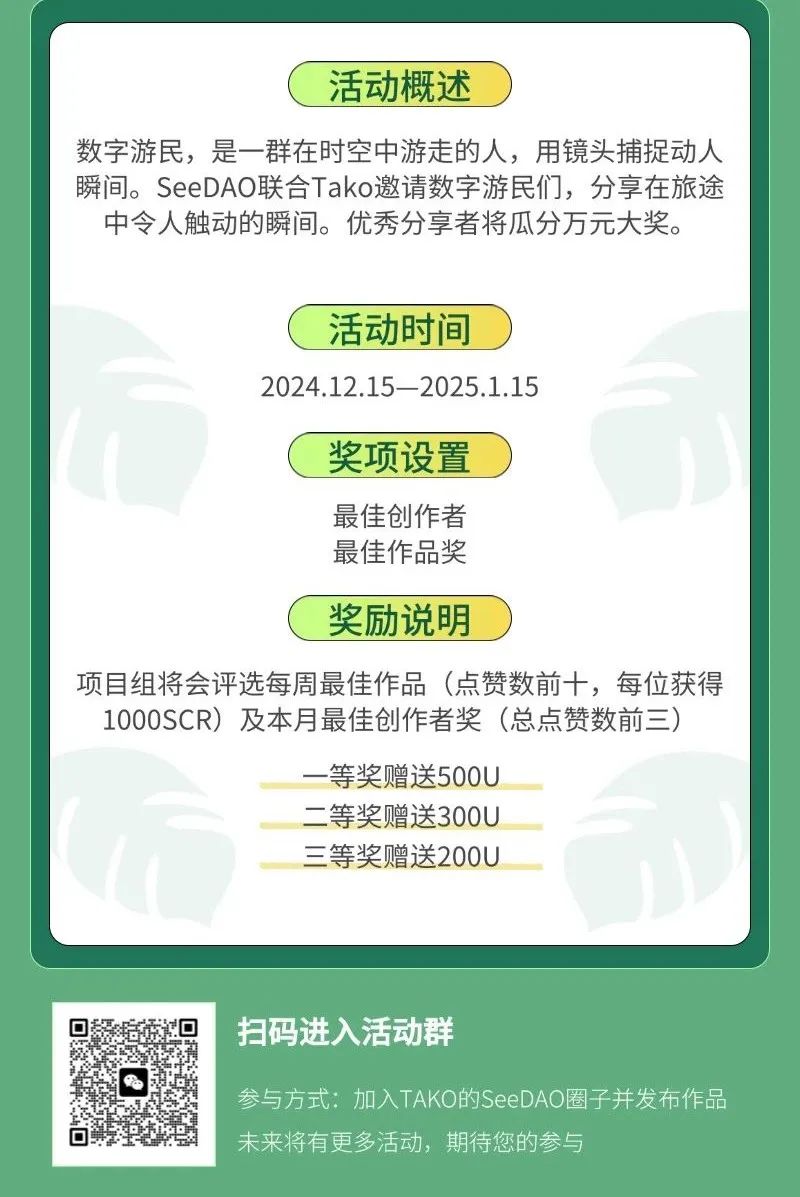 活动概述
数字游民，是一群在时空中游走的人，用镜头捕捉动人
瞬间。SeeDAO联合Tako邀请数字游民们，分享在旅途
中令人触动的瞬间。优秀分享者将瓜分万元大奖。
活动时间
2024.12.15—2025.1.15
奖项设置
最佳创作者
最佳作品奖
奖励说明
项目组将会评选每周最佳作品（点赞数前十，每位获得
1000SCR）及本月最佳创作者奖（总点赞数前三）
一等奖赠送500U
二等奖赠送300U
三等奖赠送200U
扫码进入活动群
参与方式：加入TAKO的SeeDAO圈子并发布作品
未来将有更多活动，期待您的参与